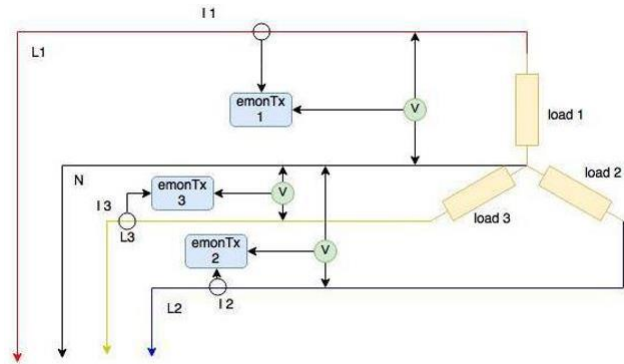 I 1
L1
emonTx
1
V
load 1
N
load 2
emonTx
3
V
I 3
L3
load 3
emonTx
2
V
L2
I 2